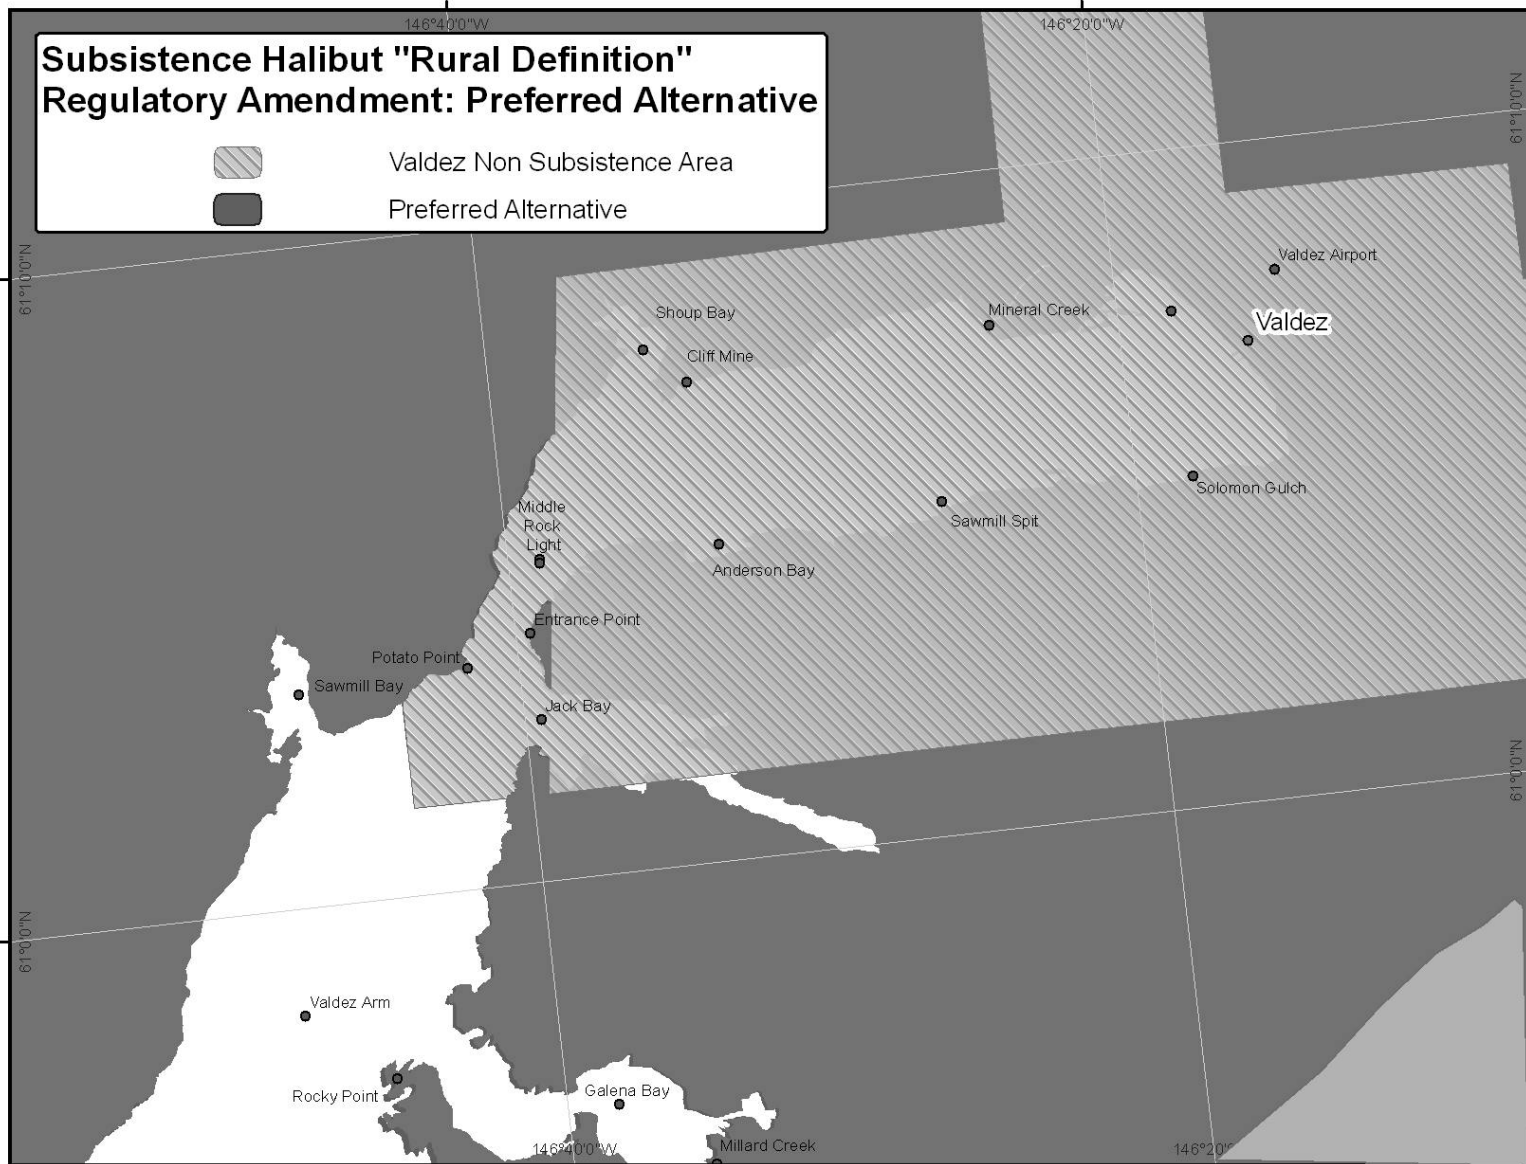 146°40'0"W
146°20'0"W
Subsistence Halibut "Rural Definition"
Regulatory Amendment: Preferred Alternative
Valdez Non Subsistence Area
Preferred Alternative
61°10'0"N
61°10'0"N
Valdez Airport
Shoup Bay
Mineral Creek
Valdez
Cliff Mine
Solomon Gulch
Middle
Rock
Light
Sawmill Spit
Anderson Bay
Entrance Point
Potato Point
Sawmill Bay
Jack Bay
61°0'0"N
61°0'0"N
Valdez Arm
Rocky Point
Galena Bay
Millard Creek
146°40'0"W
146°20'0"W